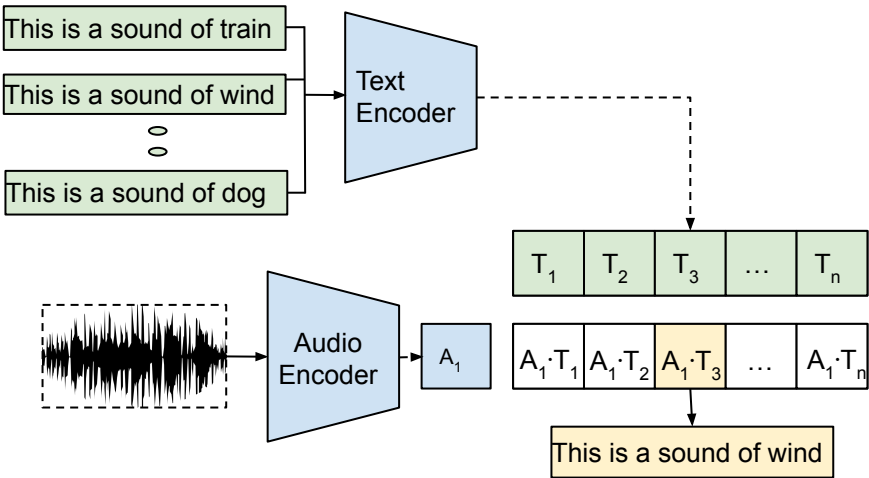 This is a sound of train
This is a sound of wind
This is a sound of dog
Text
Encoder
T₁ T₂ T₃ … Tₙ
Audio
Encoder
A₁
A₁·T₁ A₁·T₂ A₁·T₃ … A₁·Tₙ
This is a sound of wind